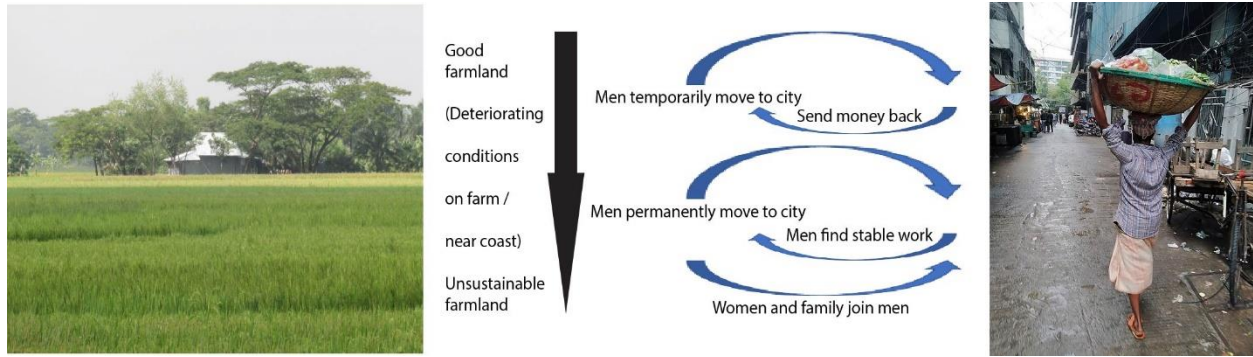 Good
farmland
(Deteriorating
conditions
on farm /
near coast)
Unsustainable
farmland
Men temporarily move to city
Send money back
Men permanently move to city
Men find stable work
Women and family join men